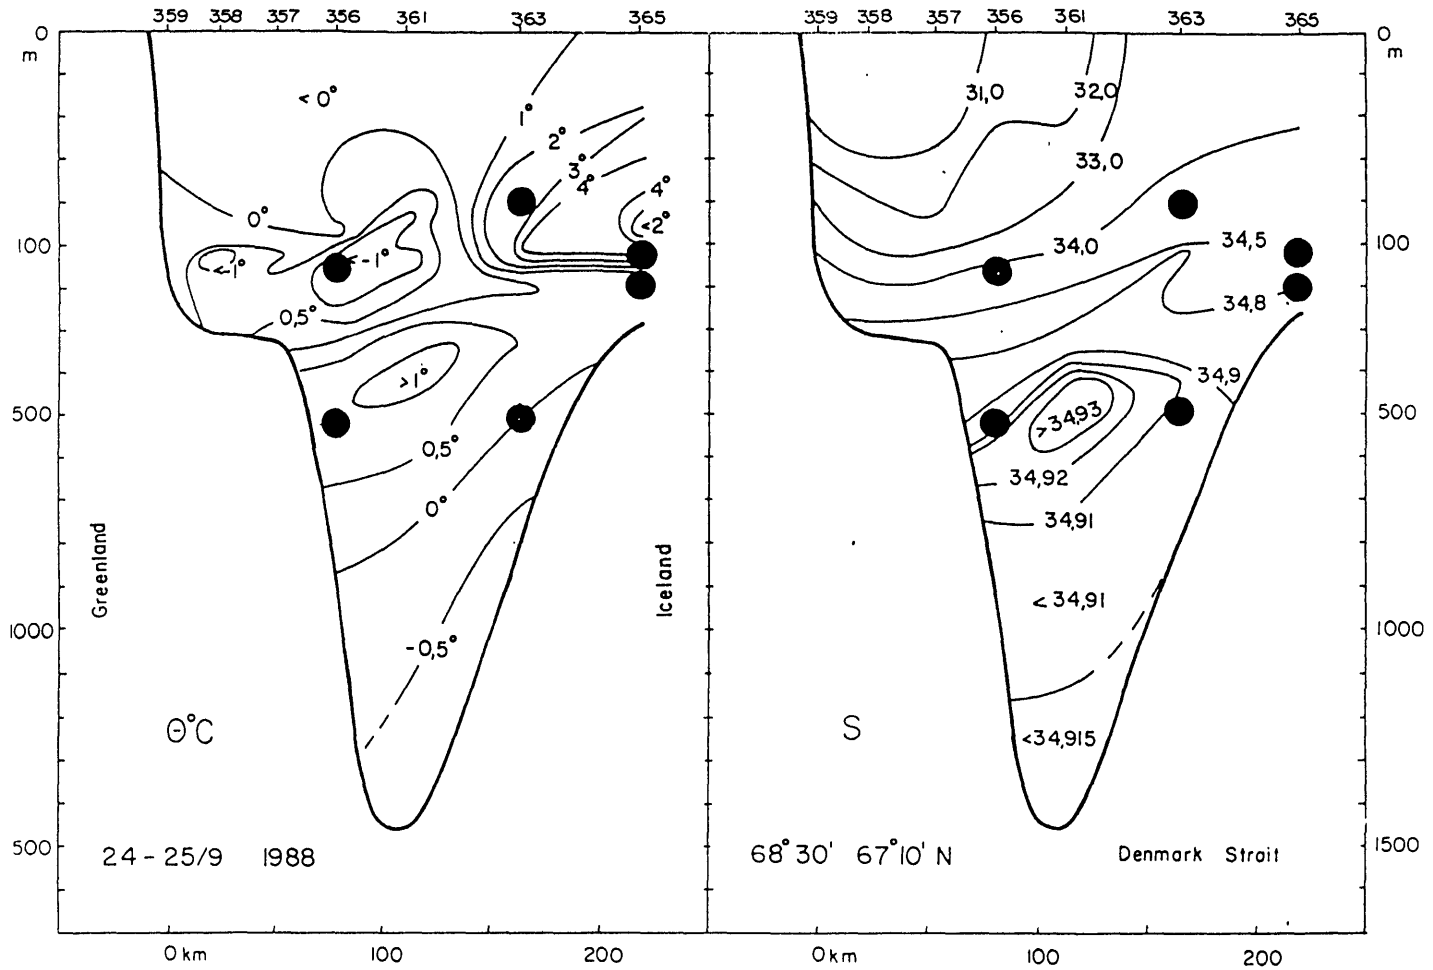 359 358 357 356 361 363 365 359 358 357 356 361 363 365
0 0
m m
< 0° 1° 31,0 32,0
2° 33,0
3°
4° 4°
0° <2°
100 34,0 34,5 100
<-1° <-1°
0,5° 34,8
>1° 34,9
500 >34,93 500
0,5° 34,92
0° 34,91
Greenland Iceland
<34,91
1000 1000
-0,5°
Θ°C S <34,915
500 1500
24-25/9 1988 68°30' 67°10' N Denmark Strait
0 km 100 200 0 km 100 200